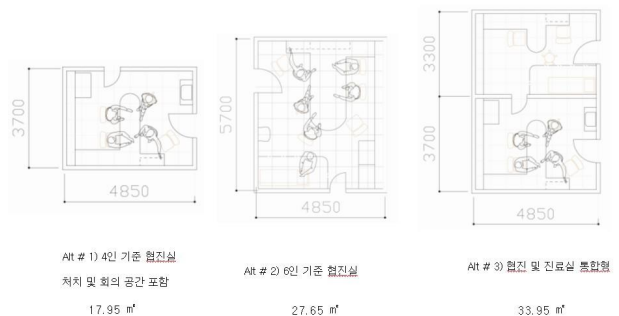 3700
4850
Alt # 1) 4인 기준 협진실
처치 및 회의 공간 포함
17.95 ㎡
5700
4850
Alt # 2) 6인 기준 협진실
27.65 ㎡
3300
3700
4850
Alt # 3) 협진 및 진료실 통합형
33.95 ㎡